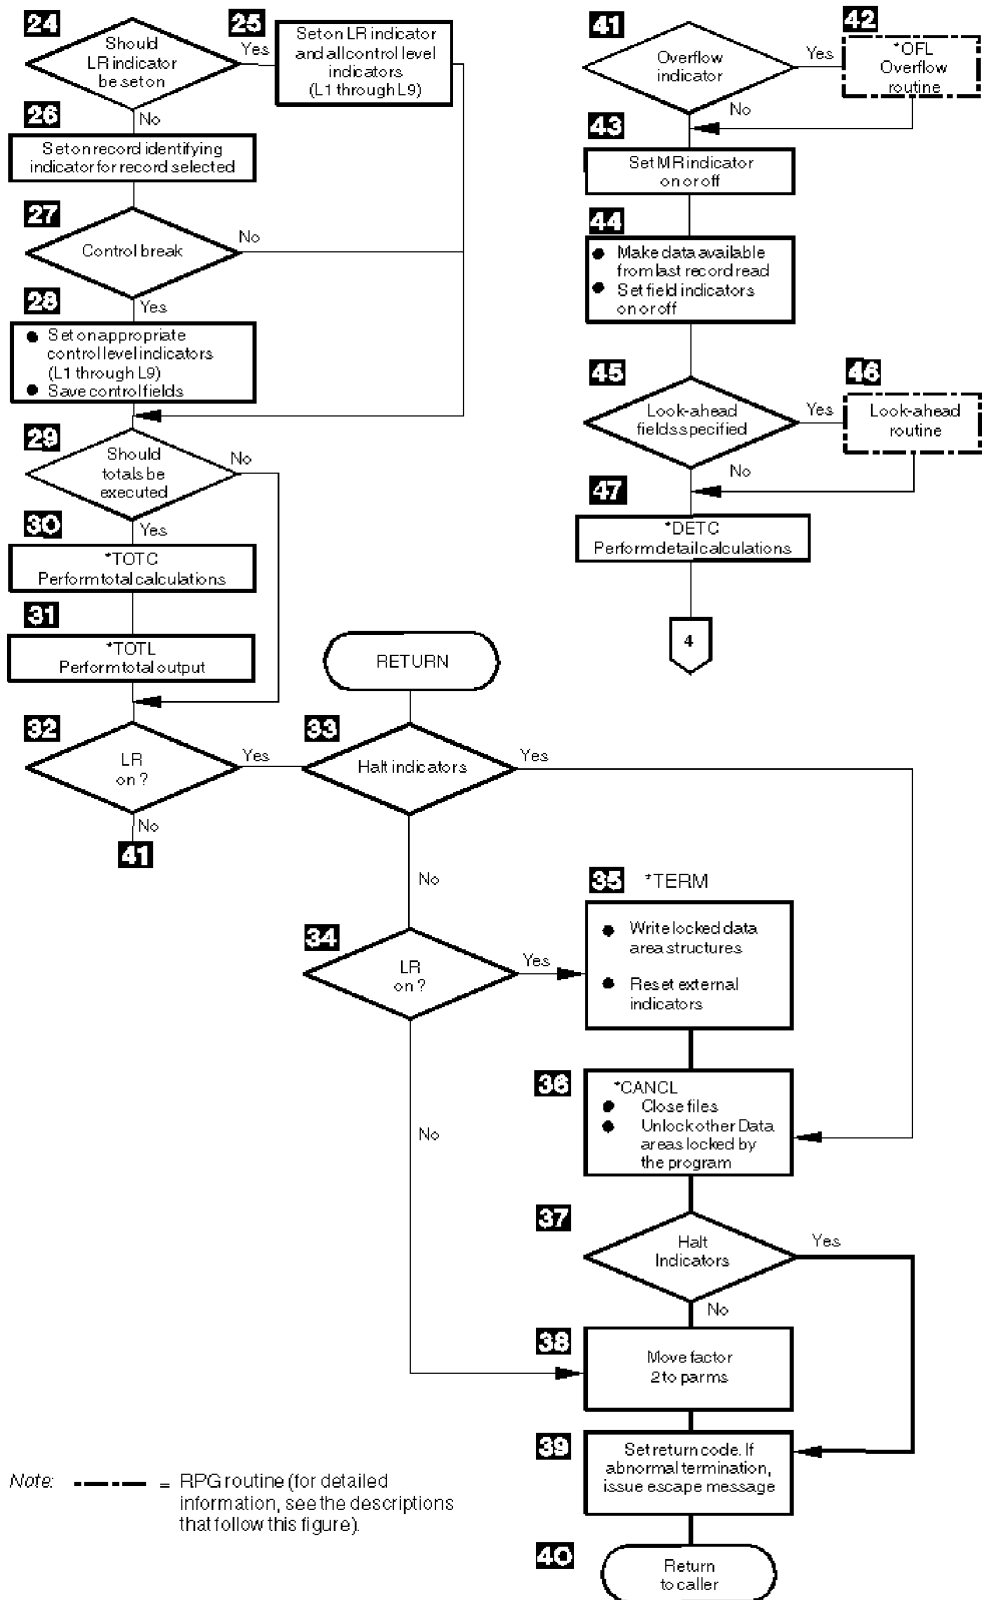 24
Should
LR indicator
be set on
Yes
25
Set on LR indicator
and all control level
indicators
(L1 through L9)
No
26
Set on record identifying
indicator for record selected
27
Control break
No
Yes
28
● Set on appropriate
control level indicators
(L1 through L9)
● Save control fields
29
Should
totals be
executed
No
Yes
30
*TOTC
Perform total calculations
31
*TOTL
Perform total output
32
LR
on ?
Yes
No
41
RETURN
33
Halt indicators
Yes
No
34
LR
on ?
Yes
No
35 *TERM
● Write locked data
area structures
● Reset external
indicators
36
*CANCL
● Close files
● Unlock other Data
areas locked by
the program
37
Halt
Indicators
Yes
No
38
Move factor
2 to parms
39
Set return code. If
abnormal termination,
issue escape message
40
Return
to caller
41
Overflow
indicator
Yes
42
*OFL
Overflow
routine
No
43
Set MR indicator
on or off
44
● Make data available
from last record read
● Set field indicators
on or off
45
Look-ahead
fields specified
Yes
46
Look-ahead
routine
No
47
*DETC
Perform detail calculations
4
Note: = RPG routine (for detailed
information, see the descriptions
that follow this figure).